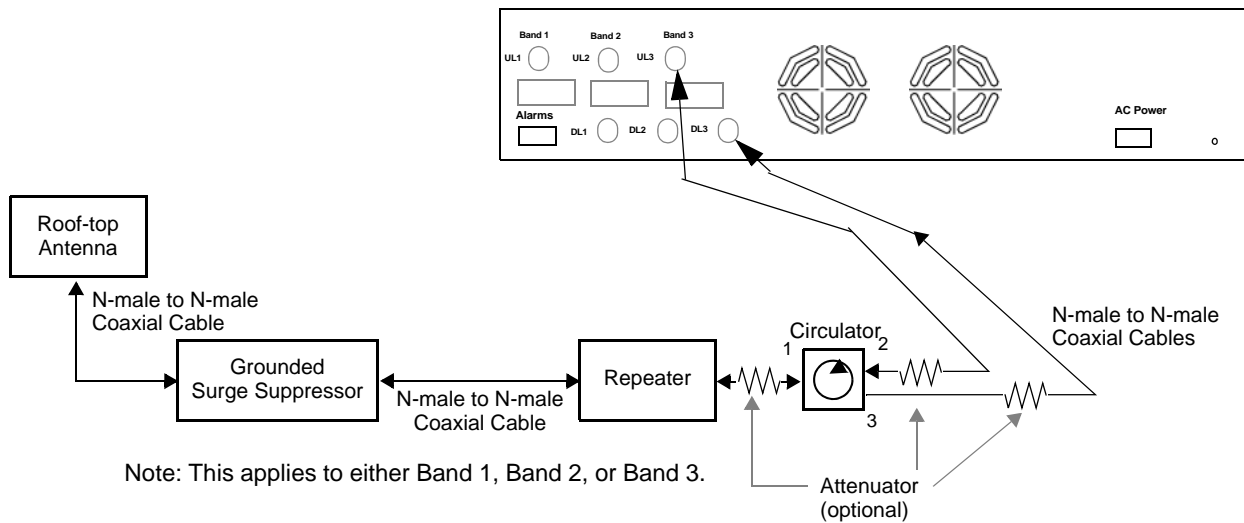 Band 1
Band 2
Band 3
UL1
UL2
UL3
Alarms
DL1
DL2
DL3
AC Power
Roof-top
Antenna
N-male to N-male
Coaxial Cable
Grounded
Surge Suppressor
N-male to N-male
Coaxial Cable
Repeater
Circulator
1
2
3
N-male to N-male
Coaxial Cables
Note: This applies to either Band 1, Band 2, or Band 3.
Attenuator
(optional)